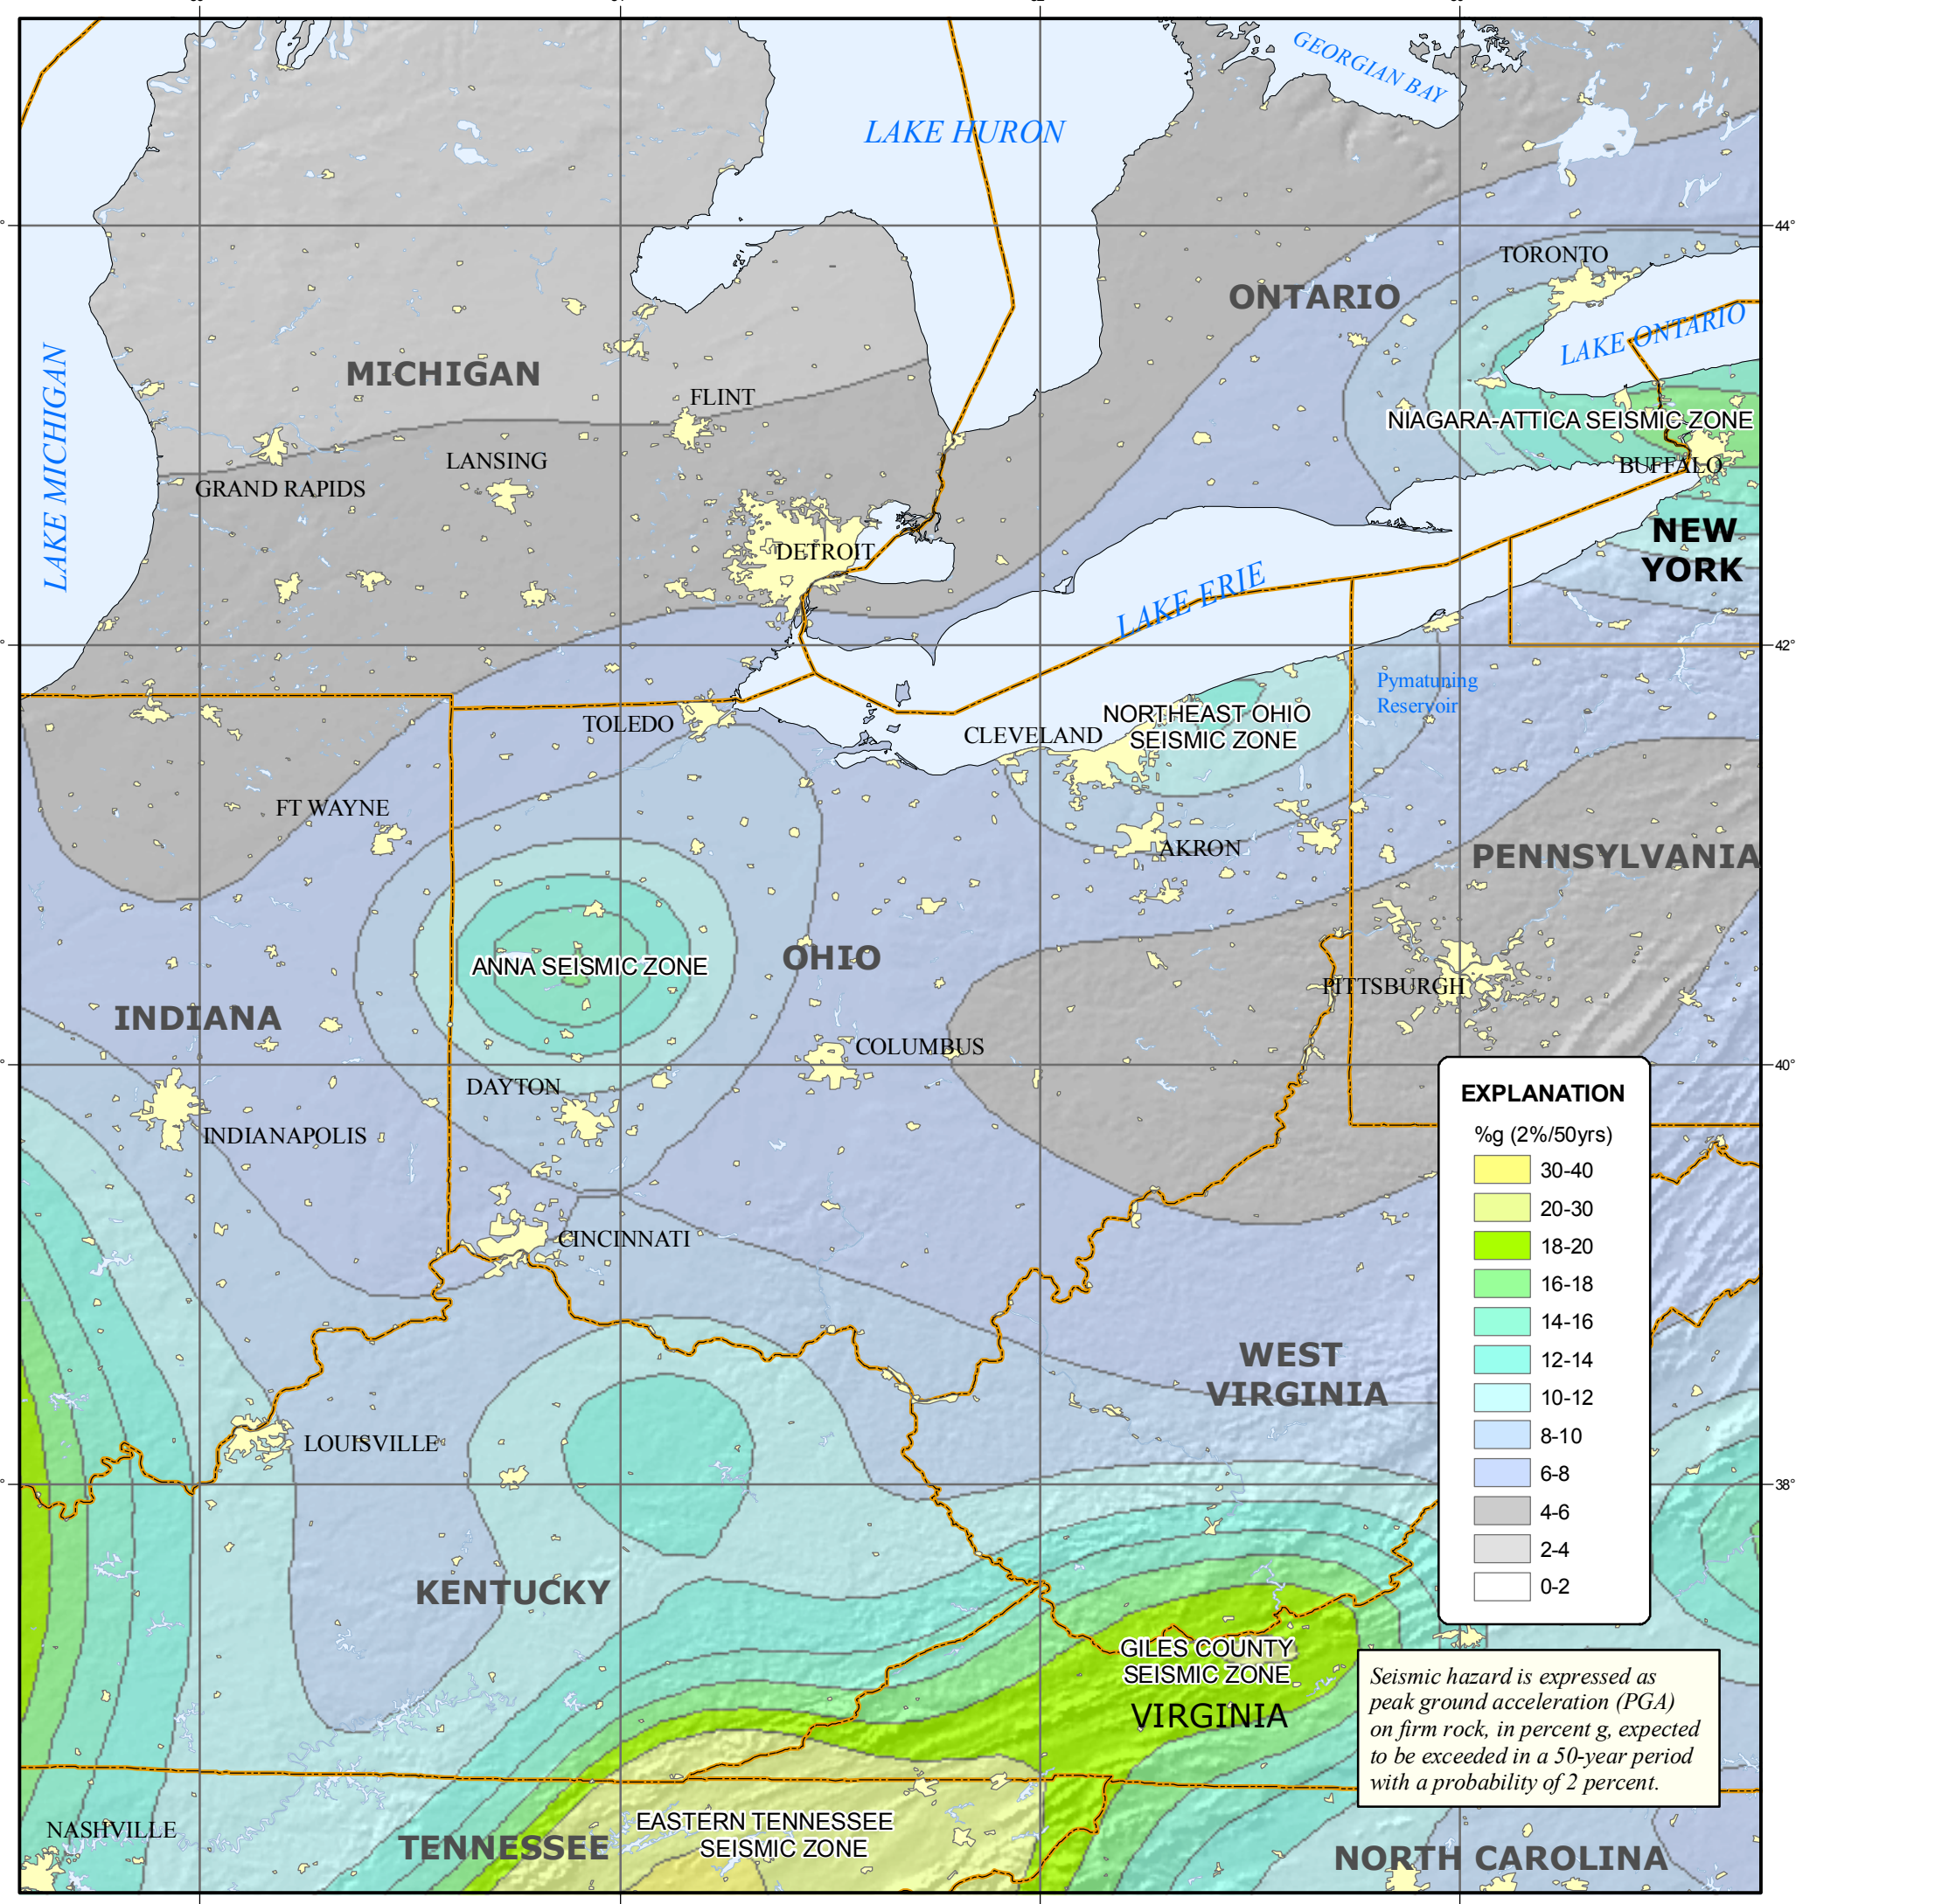 GEORGIAN BAY
LAKE HURON
44°
TORONTO
ONTARIO
LAKE ONTARIO
LAKE MICHIGAN
MICHIGAN
FLINT
NIAGARA-ATTICA SEISMIC ZONE
LANSING
BUFFALO
GRAND RAPIDS
NEW
YORK
DETROIT
LAKE ERIE
42°
Pymatuning
Reservoir
TOLEDO
NORTHEAST OHIO
SEISMIC ZONE
CLEVELAND
FT WAYNE
AKRON
PENNSYLVANIA
ANNA SEISMIC ZONE
OHIO
PITTSBURGH
INDIANA
COLUMBUS
40°
DAYTON
INDIANAPOLIS
CINCINNATI
WEST
VIRGINIA
LOUISVILLE
38°
KENTUCKY
GILES COUNTY
SEISMIC ZONE
VIRGINIA
EASTERN TENNESSEE
SEISMIC ZONE
NASHVILLE
TENNESSEE
NORTH CAROLINA
EXPLANATION
%g (2%/50yrs)
30-40
20-30
18-20
16-18
14-16
12-14
10-12
8-10
6-8
4-6
2-4
0-2
Seismic hazard is expressed as
peak ground acceleration (PGA)
on firm rock, in percent g, expected
to be exceeded in a 50-year period
with a probability of 2 percent.